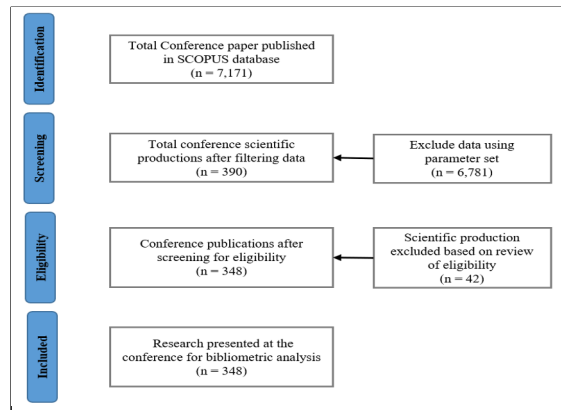 Identification
Total Conference paper published
in SCOPUS database
(n = 7,171)
Screening
Total conference scientific
productions after filtering data
(n = 390)
Exclude data using
parameter set
(n = 6,781)
Eligibility
Conference publications after
screening for eligibility
(n = 348)
Scientific production
excluded based on review
of eligibility
(n = 42)
Included
Research presented at the
conference for bibliometric analysis
(n = 348)